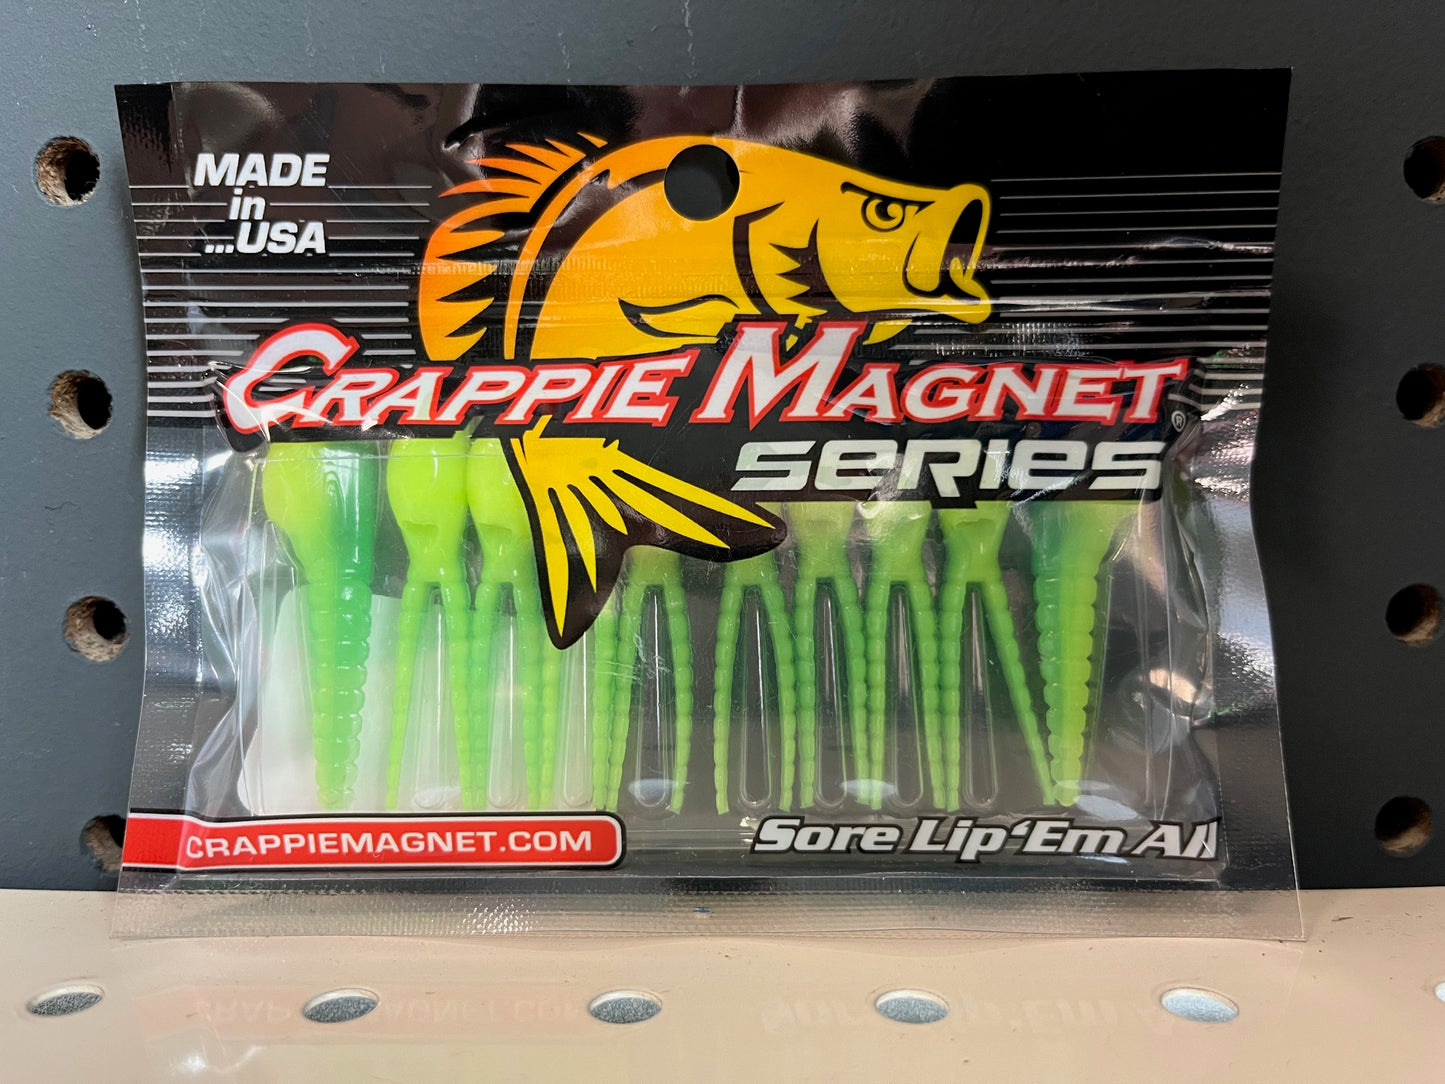 MADE
in
...USA
CRAPPIE MAGNET®
SERIES
CRAPPIEMAGNET.COM
Sore Lip 'Em All